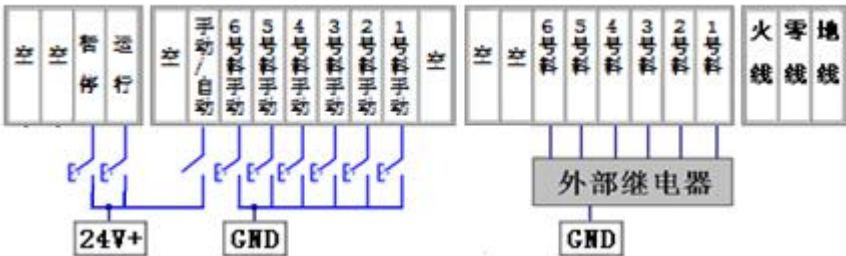 空
空
暂停
运行
空
手动/自动
6号料手动
5号料手动
4号料手动
3号料手动
2号料手动
1号料手动
空
空
空
6号料
5号料
4号料
3号料
2号料
1号料
火线
零线
地线
外部继电器
24V+
GND
GND